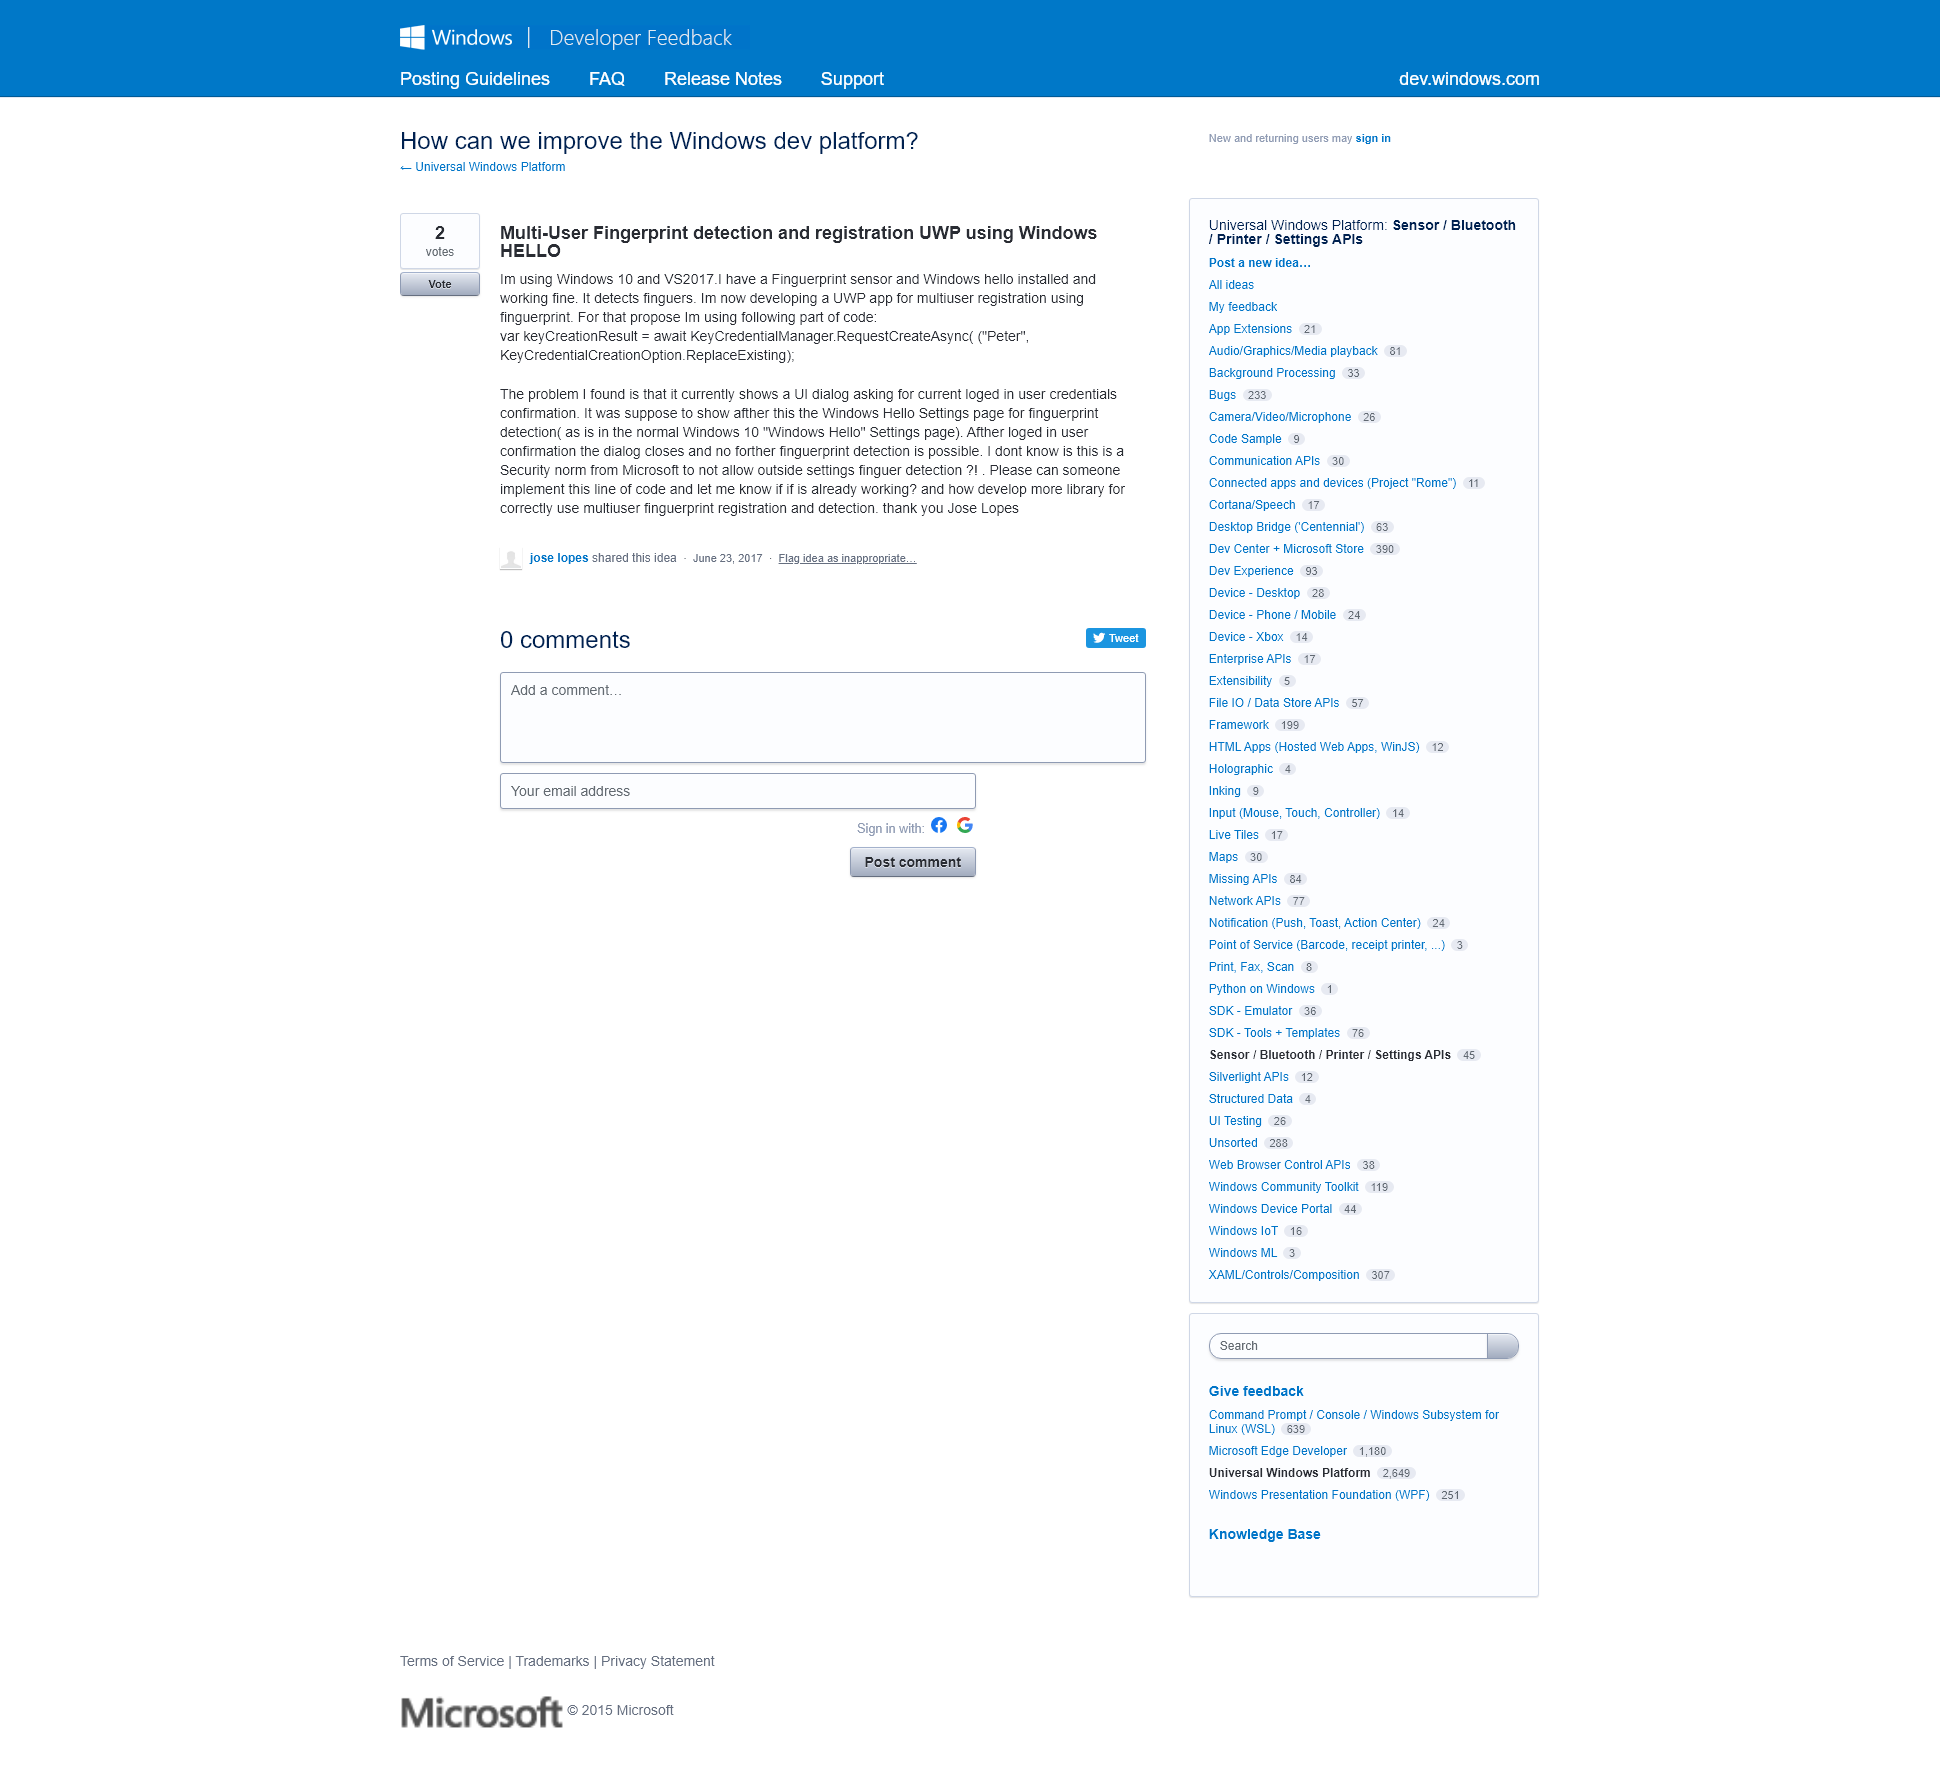 Windows | Developer Feedback
Posting Guidelines FAQ Release Notes Support dev.windows.com
How can we improve the Windows dev platform?
New and returning users may sign in
← Universal Windows Platform
2
votes
Vote
Multi-User Fingerprint detection and registration UWP using Windows
HELLO
Im using Windows 10 and VS2017.I have a Finguerprint sensor and Windows hello installed and
working fine. It detects finguers. Im now developing a UWP app for multiuser registration using
finguerprint. For that propose Im using following part of code:
var keyCreationResult = await KeyCredentialManager.RequestCreateAsync( ("Peter",
KeyCredentialCreationOption.ReplaceExisting);
The problem I found is that it currently shows a UI dialog asking for current loged in user credentials
confirmation. It was suppose to show afther this the Windows Hello Settings page for finguerprint
detection( as is in the normal Windows 10 "Windows Hello" Settings page). Afther loged in user
confirmation the dialog closes and no forther finguerprint detection is possible. I dont know is this is a
Security norm from Microsoft to not allow outside settings finguer detection ?! . Please can someone
implement this line of code and let me know if if is already working? and how develop more library for
correctly use multiuser finguerprint registration and detection. thank you Jose Lopes
jose lopes shared this idea · June 23, 2017 · Flag idea as inappropriate…
0 comments
Tweet
Add a comment…
Your email address
Sign in with:
Post comment
Universal Windows Platform: Sensor / Bluetooth
/ Printer / Settings APIs
Post a new idea…
All ideas
My feedback
App Extensions 21
Audio/Graphics/Media playback 81
Background Processing 33
Bugs 233
Camera/Video/Microphone 26
Code Sample 9
Communication APIs 30
Connected apps and devices (Project "Rome") 11
Cortana/Speech 17
Desktop Bridge ('Centennial') 63
Dev Center + Microsoft Store 390
Dev Experience 93
Device - Desktop 28
Device - Phone / Mobile 24
Device - Xbox 14
Enterprise APIs 17
Extensibility 5
File IO / Data Store APIs 57
Framework 199
HTML Apps (Hosted Web Apps, WinJS) 12
Holographic 4
Inking 9
Input (Mouse, Touch, Controller) 14
Live Tiles 17
Maps 30
Missing APIs 84
Network APIs 77
Notification (Push, Toast, Action Center) 24
Point of Service (Barcode, receipt printer, ...) 3
Print, Fax, Scan 8
Python on Windows 1
SDK - Emulator 36
SDK - Tools + Templates 76
Sensor / Bluetooth / Printer / Settings APIs 45
Silverlight APIs 12
Structured Data 4
UI Testing 26
Unsorted 288
Web Browser Control APIs 38
Windows Community Toolkit 119
Windows Device Portal 44
Windows IoT 16
Windows ML 3
XAML/Controls/Composition 307
Search
Give feedback
Command Prompt / Console / Windows Subsystem for
Linux (WSL) 639
Microsoft Edge Developer 1,180
Universal Windows Platform 2,649
Windows Presentation Foundation (WPF) 251
Knowledge Base
Terms of Service | Trademarks | Privacy Statement
Microsoft © 2015 Microsoft